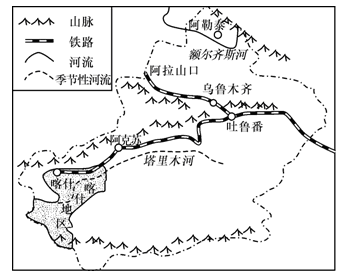 山脉
铁路
河流
季节性河流
阿勒泰
额尔齐斯河
阿拉山口
乌鲁木齐
吐鲁番
阿克苏
塔里木河
喀什
喀什地区